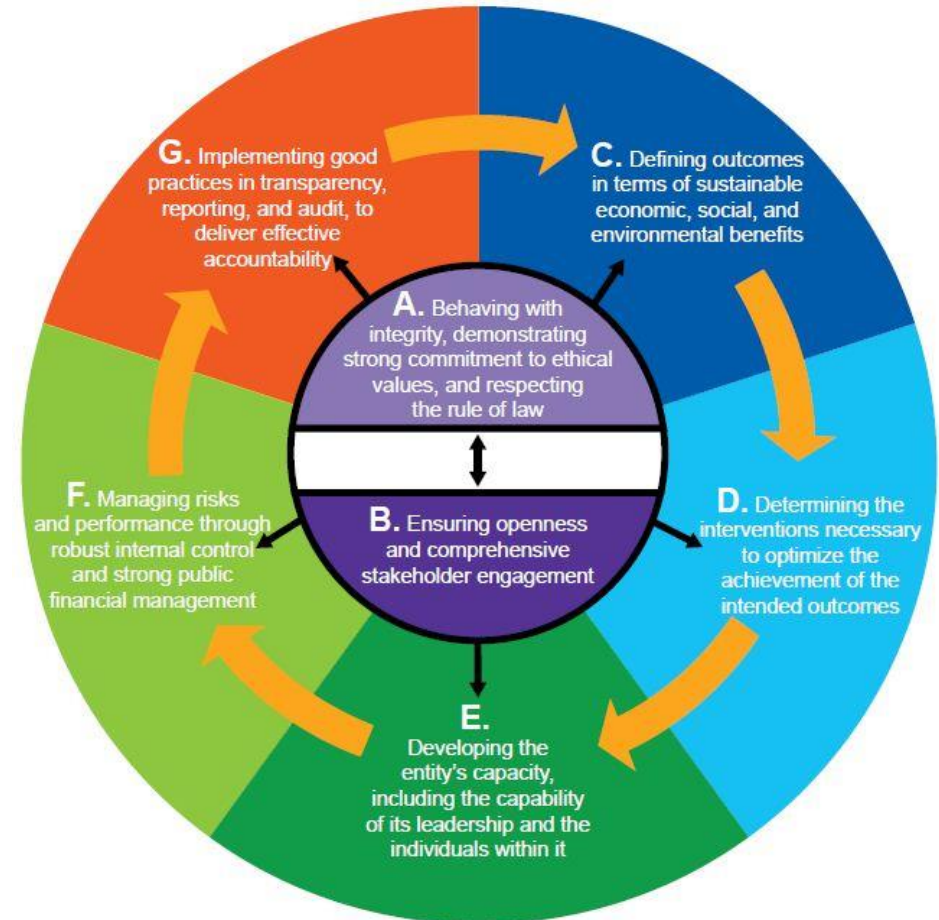 A. Behaving with
integrity, demonstrating
strong commitment to ethical
values, and respecting
the rule of law
B. Ensuring openness
and comprehensive
stakeholder engagement
C. Defining outcomes
in terms of sustainable
economic, social, and
environmental benefits
D. Determining the
interventions necessary
to optimize the
achievement of the
intended outcomes
E.
Developing the
entity's capacity,
including the capability
of its leadership and the
individuals within it
F. Managing risks
and performance through
robust internal control
and strong public
financial management
G. Implementing good
practices in transparency,
reporting, and audit, to
deliver effective
accountability